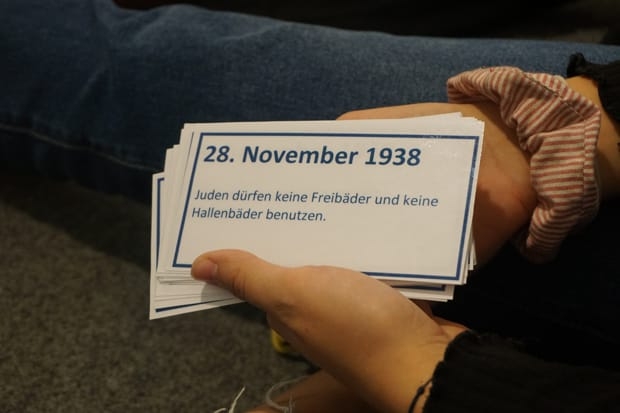 28. November 1938
Juden dürfen keine Freibäder und keine
Hallenbäder benutzen.